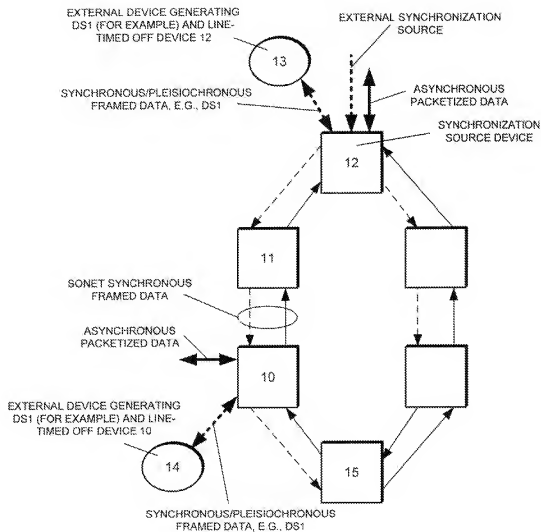 EXTERNAL DEVICE GENERATING
DS1 (FOR EXAMPLE) AND LINE-
TIMED OFF DEVICE 12
EXTERNAL
SYNCHRONIZATION
SOURCE
13
SYNCHRONOUS/PLEISIOCHRONOUS
FRAMED DATA, E.G., DS1
ASYNCHRONOUS
PACKETIZED DATA
SYNCHRONIZATION
SOURCE DEVICE
12
11
SONET SYNCHRONOUS
FRAMED DATA
ASYNCHRONOUS
PACKETIZED DATA
10
EXTERNAL DEVICE GENERATING
DS1 (FOR EXAMPLE) AND LINE-
TIMED OFF DEVICE 10
14
15
SYNCHRONOUS/PLEISIOCHRONOUS
FRAMED DATA, E.G., DS1